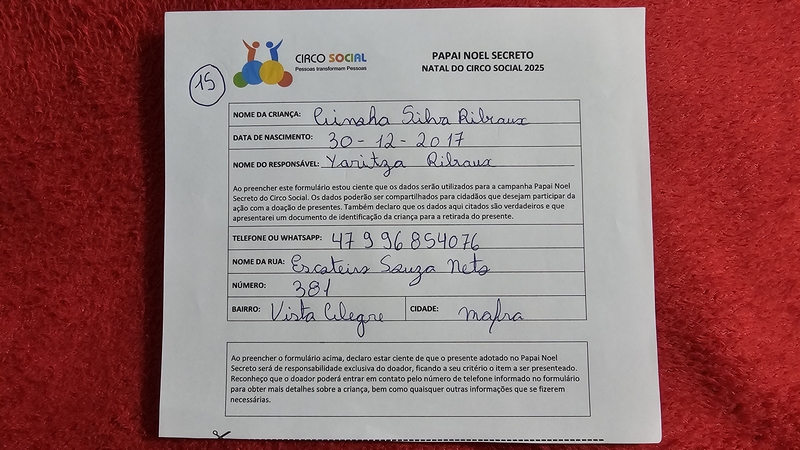 15
CIRCO SOCIAL
Pessoas transformam Pessoas
PAPAI NOEL SECRETO
NATAL DO CIRCO SOCIAL 2025
NOME DA CRIANÇA: Silva Ribraux
DATA DE NASCIMENTO: 30-12-2017
NOME DO RESPONSÁVEL: Yaritza Ribraux
Ao preencher este formulário estou ciente que os dados serão utilizados para a campanha Papai Noel
Secreto do Circo Social. Os dados poderão ser compartilhados para cidadãos que desejam participar da
ação com a doação de presentes. Também declaro que os dados aqui citados são verdadeiros e que
apresentarei um documento de identificação da criança para a retirada do presente.
TELEFONE OU WHATSAPP: 47 9 96854076
NOME DA RUA: Souza Neto
NÚMERO: 381
BAIRRO: Vista Alegre CIDADE: mafra
Ao preencher o formulário acima, declaro estar ciente de que o presente adotado no Papai Noel
Secreto será de responsabilidade exclusiva do doador, ficando a seu critério o item a ser presenteado.
Reconheço que o doador poderá entrar em contato pelo número de telefone informado no formulário
para obter mais detalhes sobre a criança, bem como quaisquer outras informações que se fizerem
necessárias.